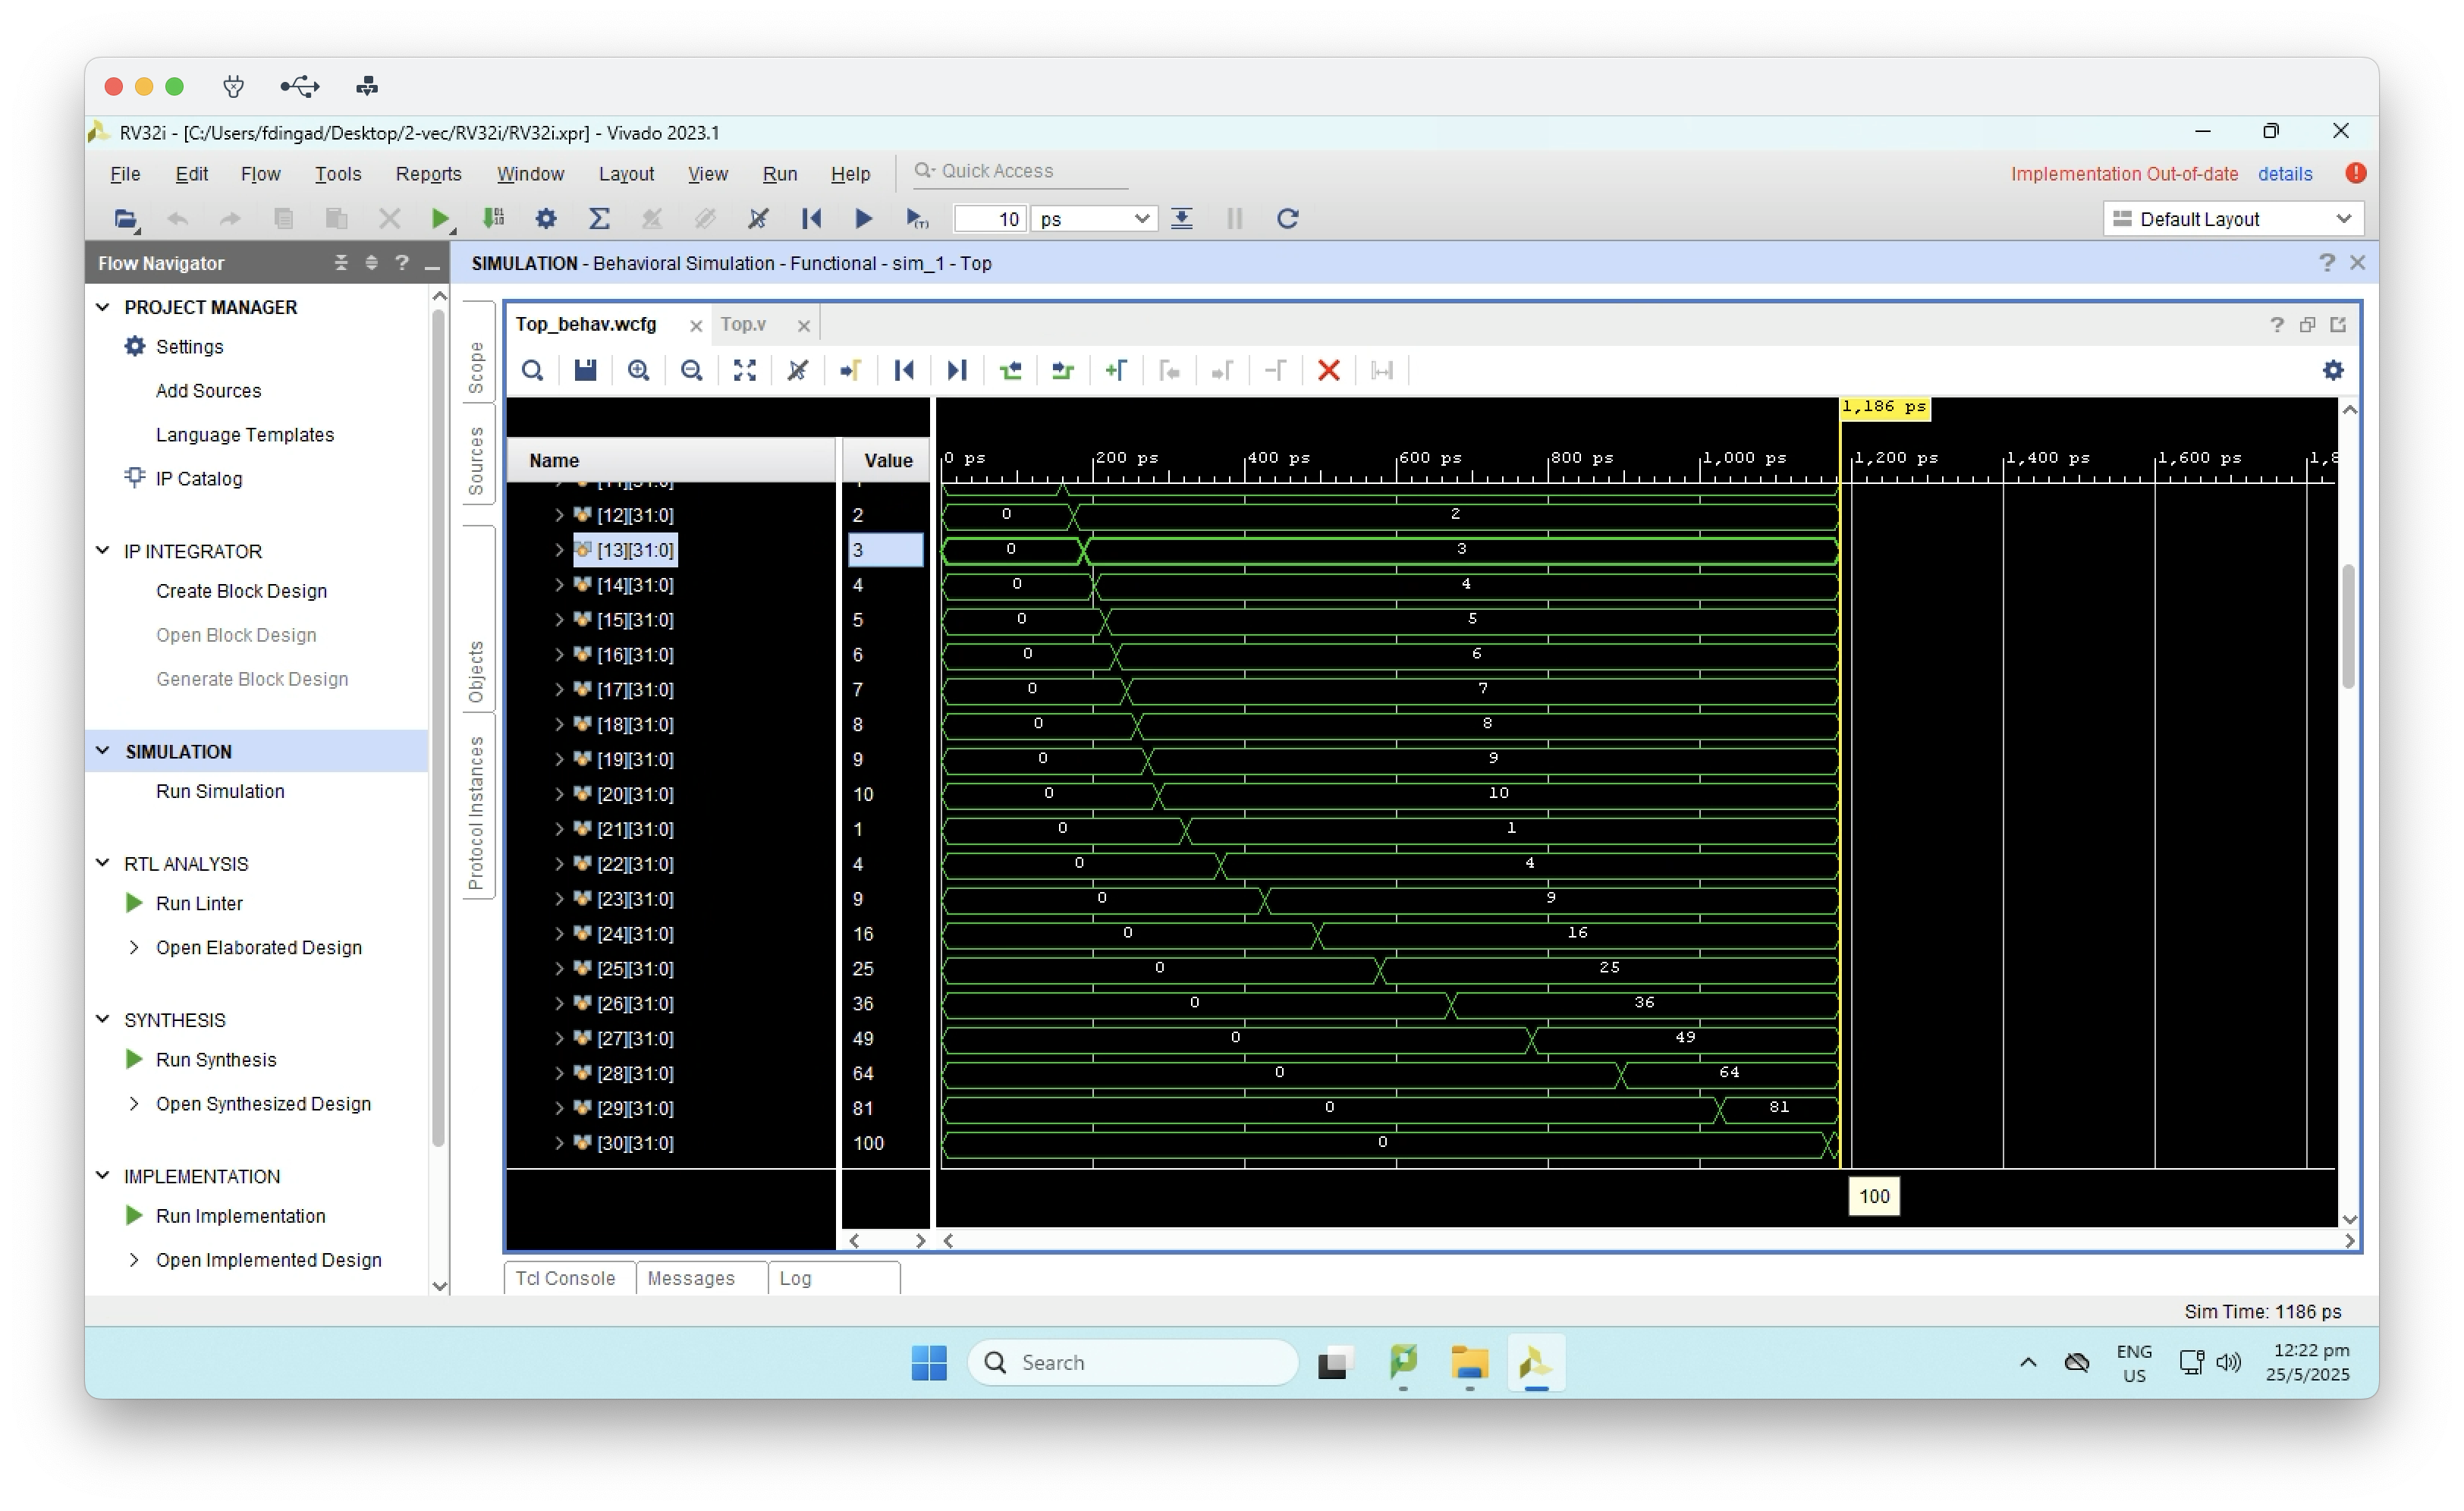 RV32i - [C:/Users/fdingad/Desktop/2-vec/RV32i/RV32i.xpr] - Vivado 2023.1
File Edit Flow Tools Reports Window Layout View Run Help Quick Access
Implementation Out-of-date details
10 ps
Default Layout
Flow Navigator
SIMULATION - Behavioral Simulation - Functional - sim_1 - Top
PROJECT MANAGER
Settings
Add Sources
Language Templates
IP Catalog
IP INTEGRATOR
Create Block Design
Open Block Design
Generate Block Design
SIMULATION
Run Simulation
RTL ANALYSIS
Run Linter
Open Elaborated Design
SYNTHESIS
Run Synthesis
Open Synthesized Design
IMPLEMENTATION
Run Implementation
Open Implemented Design
Scope
Sources
Objects
Protocol Instances
Top_behav.wcfg Top.v
1,186 ps
Name Value 0 ps 200 ps 400 ps 600 ps 800 ps 1,000 ps 1,200 ps 1,400 ps 1,600 ps 1,8
[12][31:0] 2 0 2
[13][31:0] 3 0 3
[14][31:0] 4 0 4
[15][31:0] 5 0 5
[16][31:0] 6 0 6
[17][31:0] 7 0 7
[18][31:0] 8 0 8
[19][31:0] 9 0 9
[20][31:0] 10 0 10
[21][31:0] 1 0 1
[22][31:0] 4 0 4
[23][31:0] 9 0 9
[24][31:0] 16 0 16
[25][31:0] 25 0 25
[26][31:0] 36 0 36
[27][31:0] 49 0 49
[28][31:0] 64 0 64
[29][31:0] 81 0 81
[30][31:0] 100 0
100
Tcl Console Messages Log
Sim Time: 1186 ps
Search
ENG
US
12:22 pm
25/5/2025